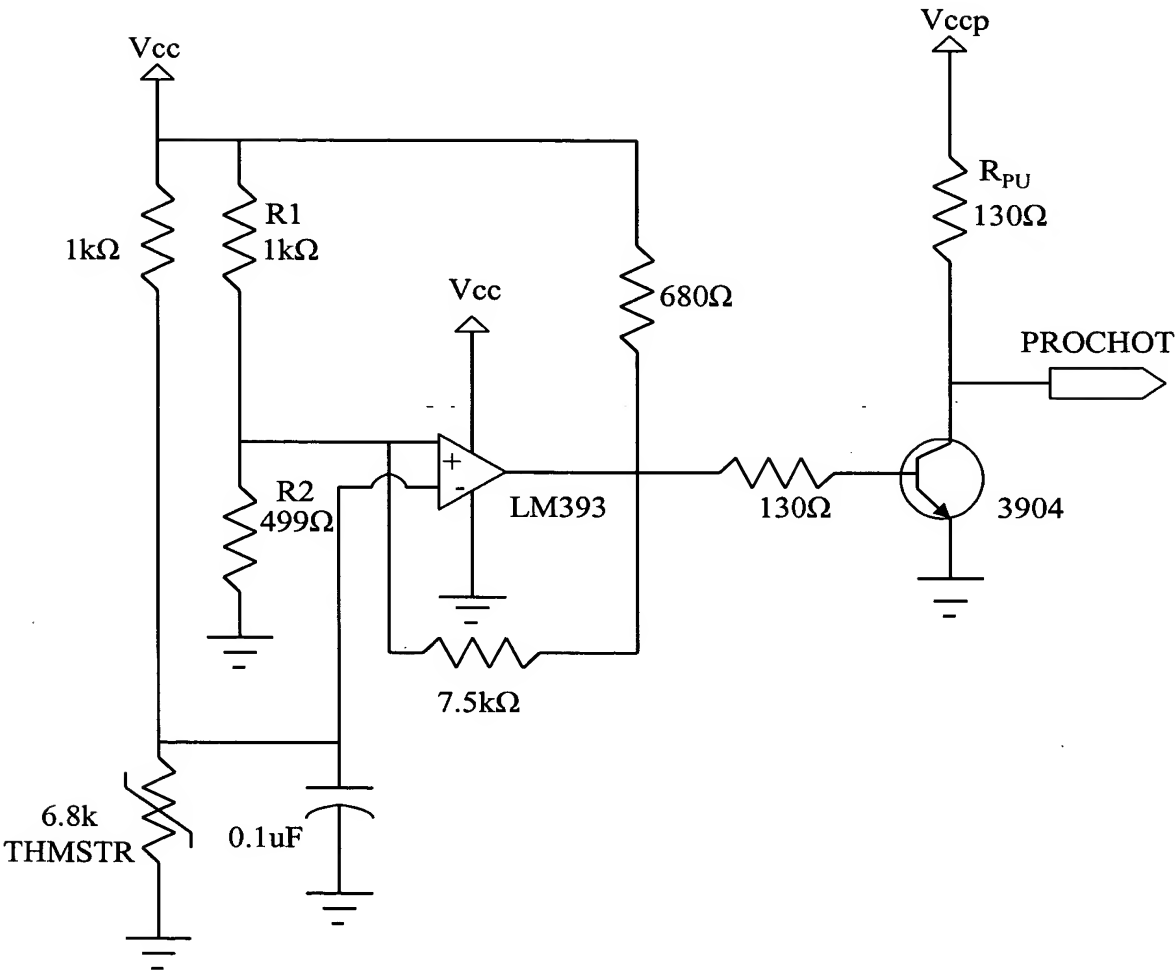 Vcc
Vccp
1kΩ
R1
1kΩ
RPU
130Ω
Vcc
680Ω
PROCHOT
+
-
LM393
R2
499Ω
130Ω
3904
7.5kΩ
6.8k
THMSTR
0.1uF